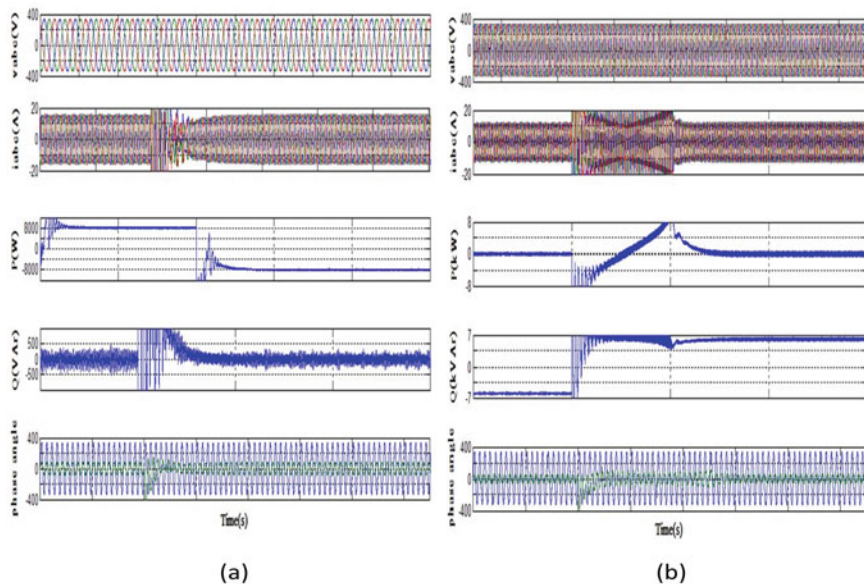 400
vabc(V)
0
-400
20
iabc(A)
0
-20
8000
P(W)
0
-8000
500
Q(VAr)
0
-500
400
phase angle
0
-400
Time(s)
(a)
400
vabc(V)
0
-400
20
iabc(A)
0
-20
8
P(kW)
0
-8
7
Q(kVAr)
0
-7
400
phase angle
0
-400
Time(s)
(b)